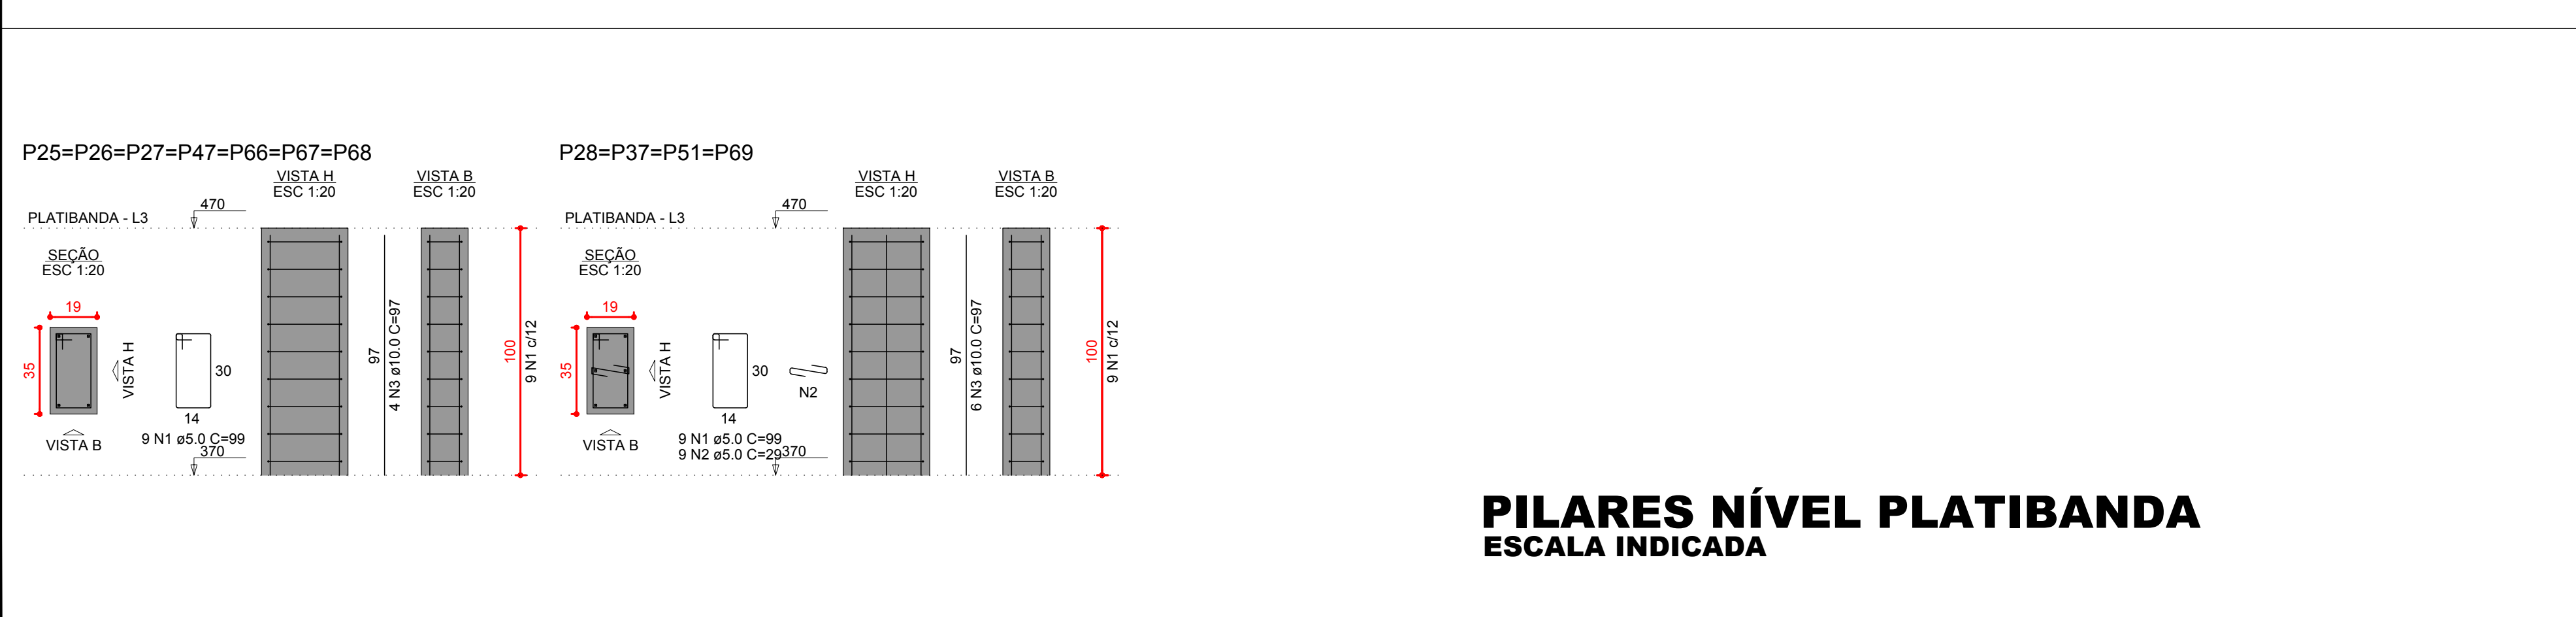 P25=P26=P27=P47=P66=P67=P68
VISTA H
ESC 1:20
VISTA B
ESC 1:20
470
PLATIBANDA - L3
SEÇÃO
ESC 1:20
19
35
VISTA H
VISTA B
30
14
9 N1 ø5.0 C=99
370
97
4 N3 ø10.0 C=97
100
9 N1 c/12
P28=P37=P51=P69
VISTA H
ESC 1:20
VISTA B
ESC 1:20
470
PLATIBANDA - L3
SEÇÃO
ESC 1:20
19
35
VISTA H
VISTA B
30
14
N2
9 N1 ø5.0 C=99
9 N2 ø5.0 C=29
370
97
6 N3 ø10.0 C=97
100
9 N1 c/12
PILARES NÍVEL PLATIBANDA
ESCALA INDICADA